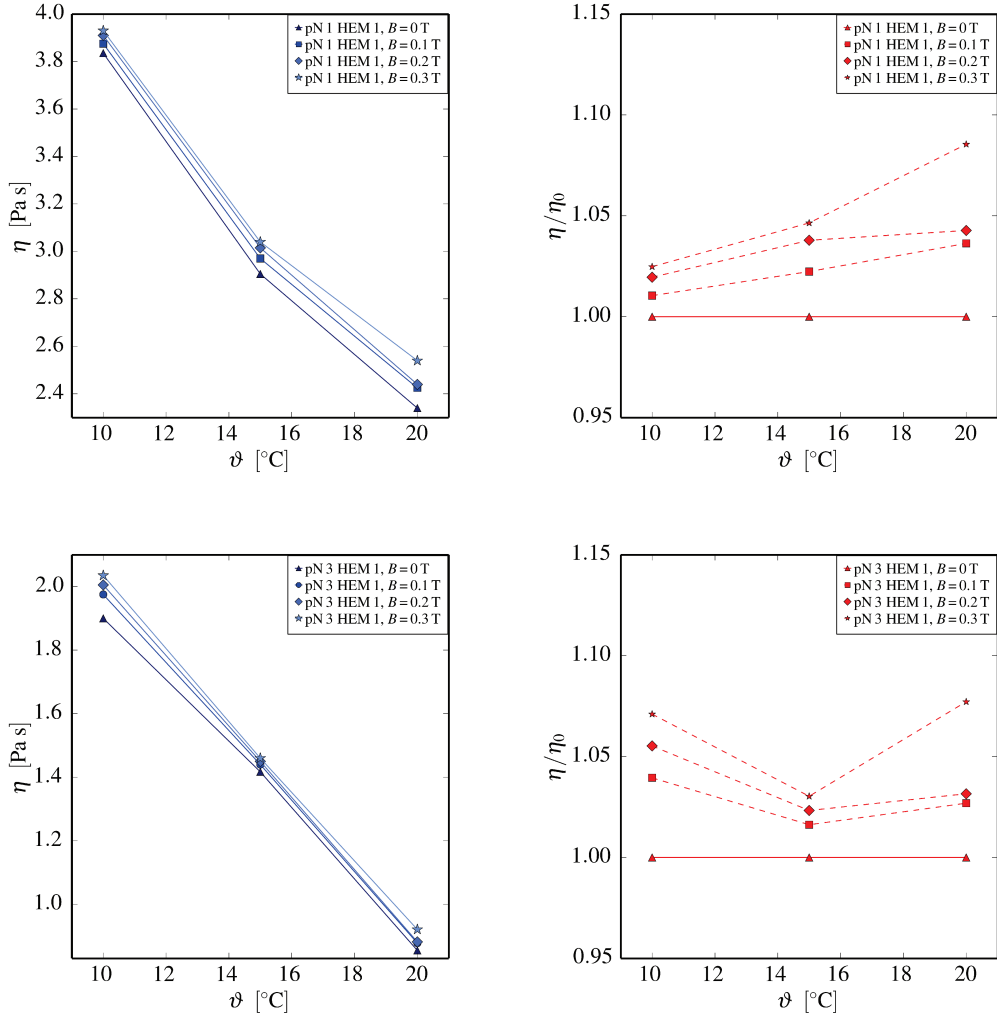 4.0
3.8
3.6
3.4
3.2
3.0
2.8
2.6
2.4
η [Pa s]
pN 1 HEM 1, B = 0 T
pN 1 HEM 1, B = 0.1 T
pN 1 HEM 1, B = 0.2 T
pN 1 HEM 1, B = 0.3 T
10 12 14 16 18 20
ϑ [°C]
1.15
1.10
1.05
1.00
0.95
η/η₀
pN 1 HEM 1, B = 0 T
pN 1 HEM 1, B = 0.1 T
pN 1 HEM 1, B = 0.2 T
pN 1 HEM 1, B = 0.3 T
10 12 14 16 18 20
ϑ [°C]
2.0
1.8
1.6
1.4
1.2
1.0
η [Pa s]
pN 3 HEM 1, B = 0 T
pN 3 HEM 1, B = 0.1 T
pN 3 HEM 1, B = 0.2 T
pN 3 HEM 1, B = 0.3 T
10 12 14 16 18 20
ϑ [°C]
1.15
1.10
1.05
1.00
0.95
η/η₀
pN 3 HEM 1, B = 0 T
pN 3 HEM 1, B = 0.1 T
pN 3 HEM 1, B = 0.2 T
pN 3 HEM 1, B = 0.3 T
10 12 14 16 18 20
ϑ [°C]